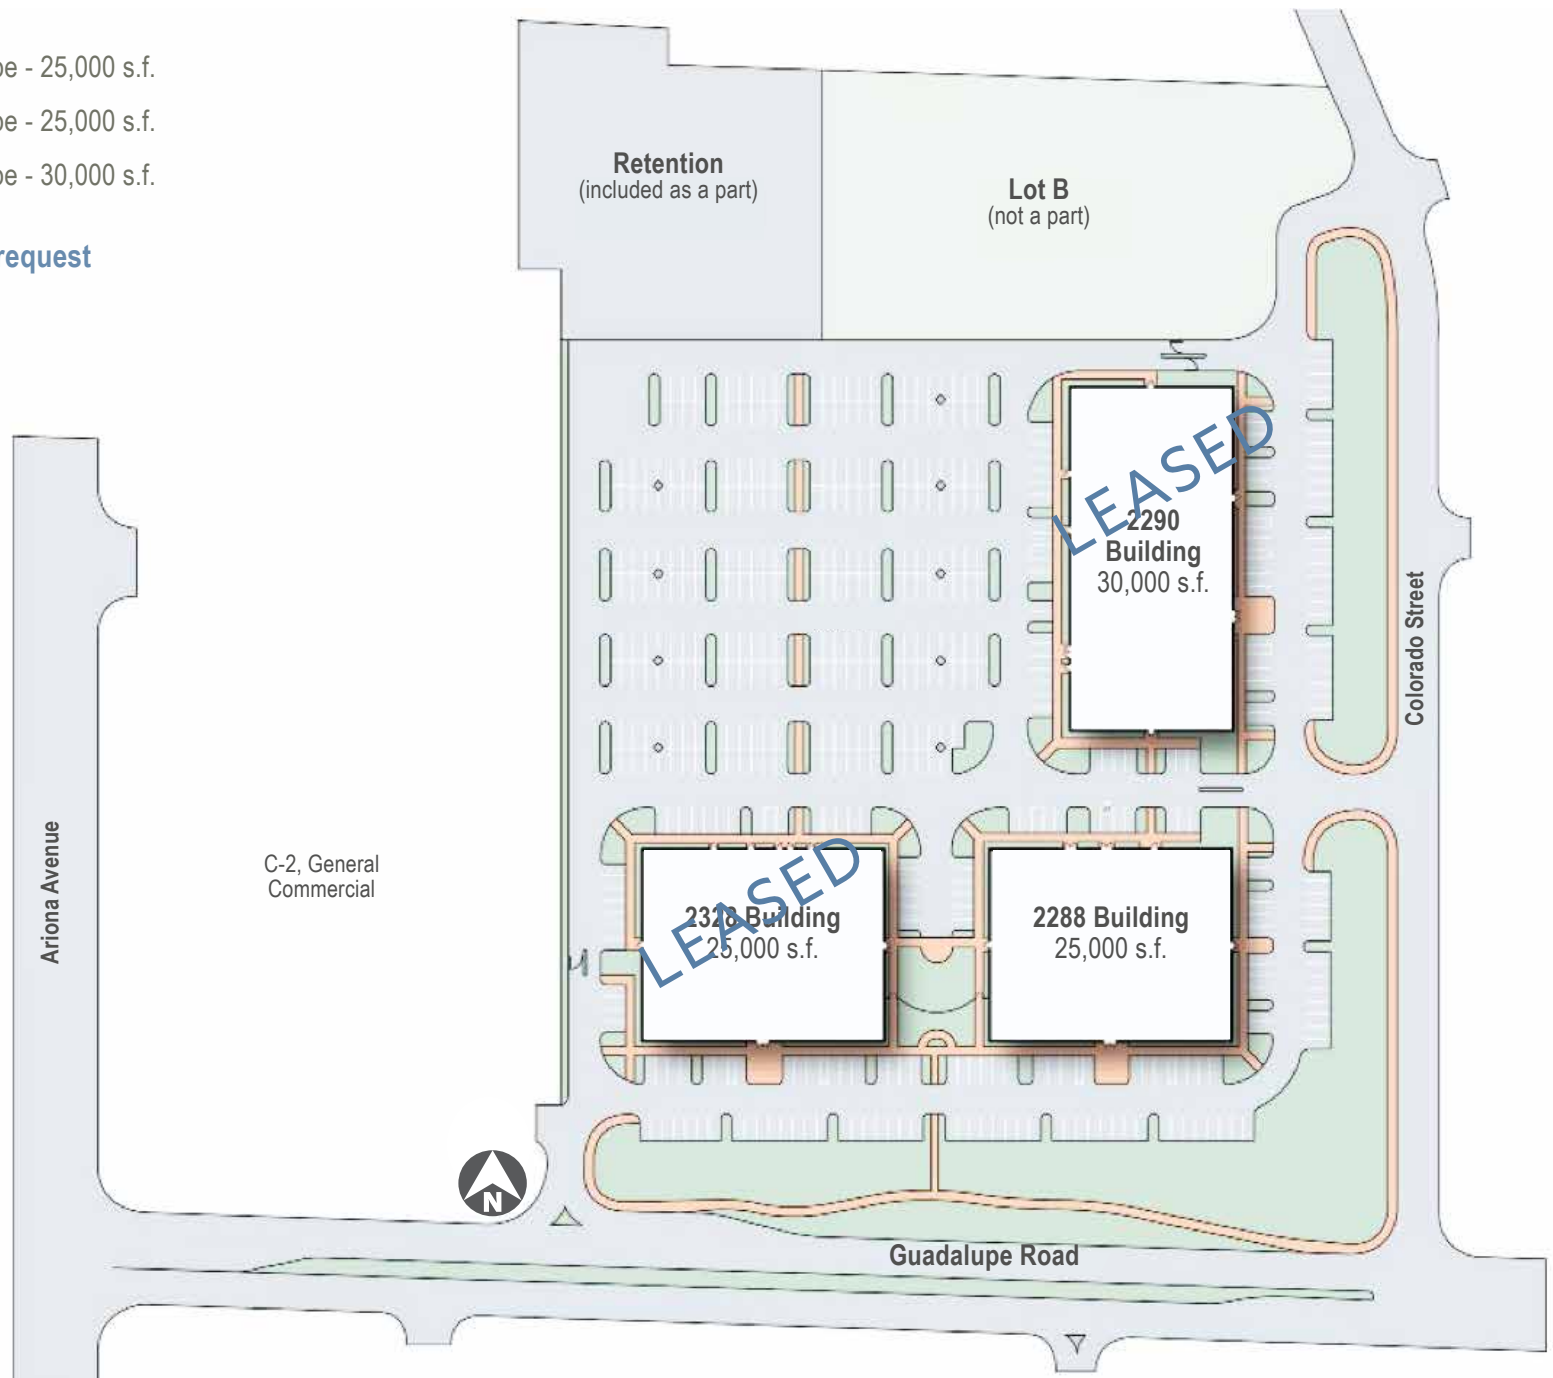 pe - 25,000 s.f.
pe - 25,000 s.f.
pe - 30,000 s.f.
request
Retention
(included as a part)
Lot B
(not a part)
LEASED
2290
Building
30,000 s.f.
Colorado Street
Ariona Avenue
C-2, General
Commercial
LEASED
2328 Building
25,000 s.f.
2288 Building
25,000 s.f.
N
Guadalupe Road